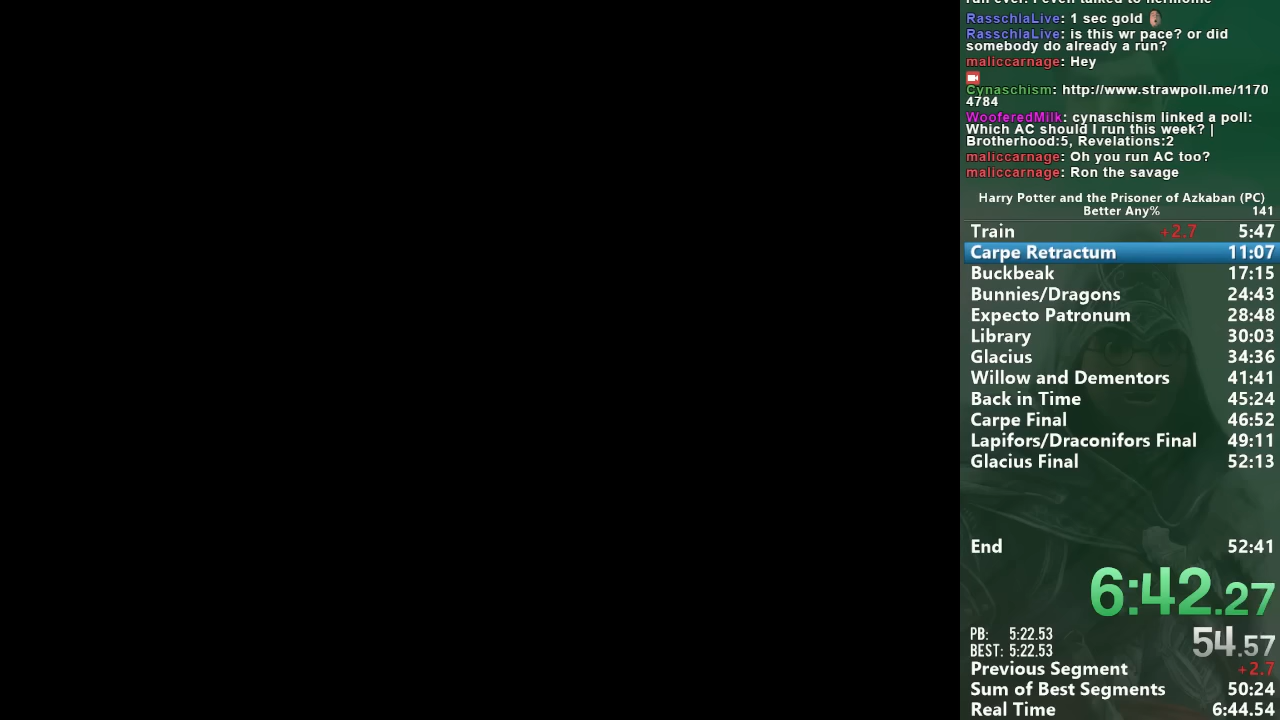 RasschlaLive: 1 sec gold
RasschlaLive: is this wr pace? or did
somebody do already a run?
maliccarnage: Hey
Cynaschism: http://www.strawpoll.me/1170
4784
WooferedMilk: cynaschism linked a poll:
Which AC should I run this week? |
Brotherhood:5, Revelations:2
maliccarnage: Oh you run AC too?
maliccarnage: Ron the savage
Harry Potter and the Prisoner of Azkaban (PC)
Better Any% 141
Train +2.7 5:47
Carpe Retractum 11:07
Buckbeak 17:15
Bunnies/Dragons 24:43
Expecto Patronum 28:48
Library 30:03
Glacius 34:36
Willow and Dementors 41:41
Back in Time 45:24
Carpe Final 46:52
Lapifors/Draconifors Final 49:11
Glacius Final 52:13
End 52:41
6:42.27
PB: 5:22.53 54.57
BEST: 5:22.53
Previous Segment +2.7
Sum of Best Segments 50:24
Real Time 6:44.54